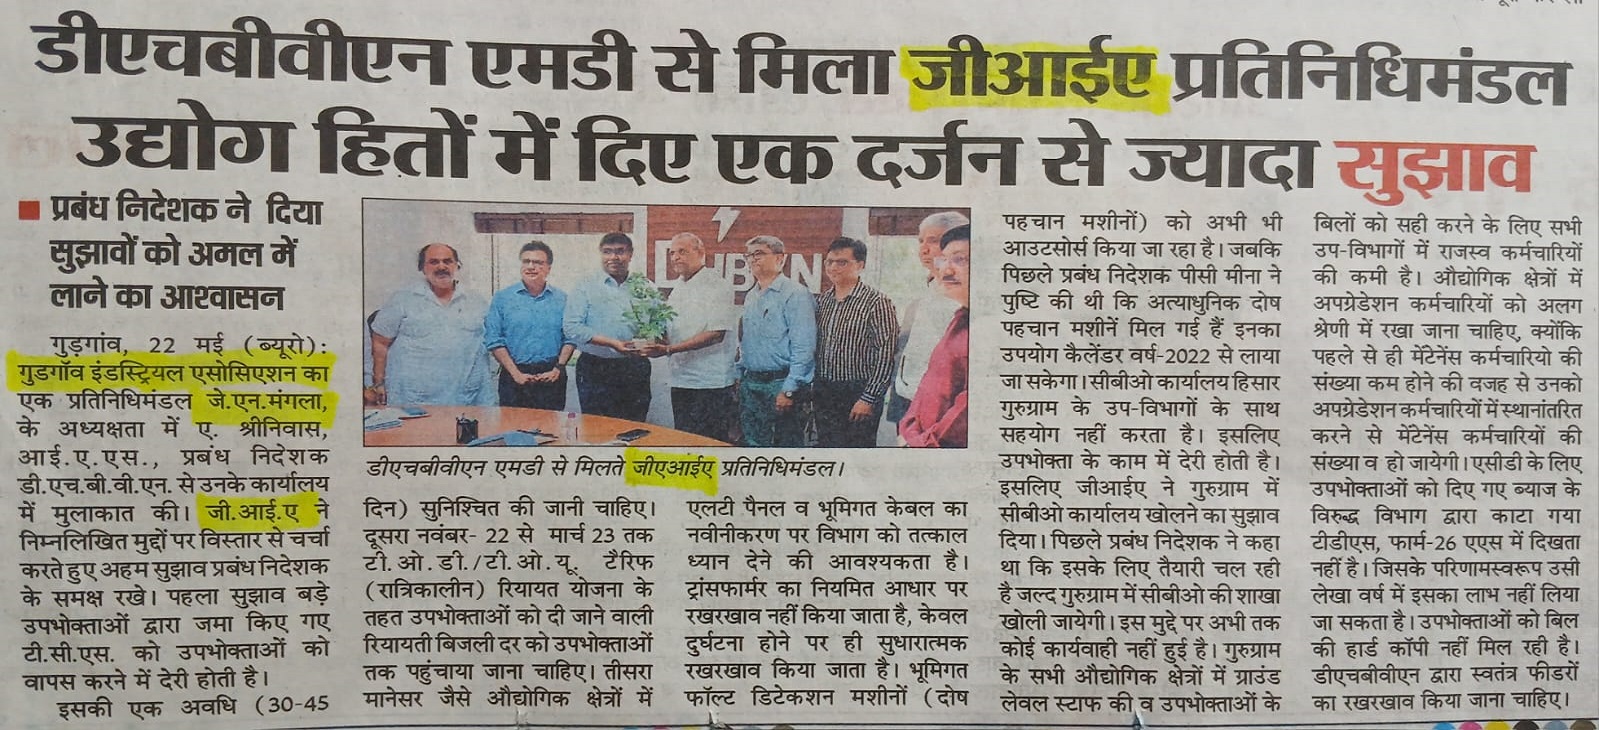 डीएचबीवीएन एमडी से मिला जीआईए प्रतिनिधिमंडल
उद्योग हितों में दिए एक दर्जन से ज्यादा सुझाव
प्रबंध निदेशक ने दिया
सुझावों को अमल में
लाने का आश्वासन
गुड़गांव, 22 मई (ब्यूरो):
गुडगॉव इंडस्ट्रियल एसोसिएशन का
एक प्रतिनिधिमंडल जे.एन.मंगला,
के अध्यक्षता में ए. श्रीनिवास,
आई.ए.एस., प्रबंध निदेशक
डी.एच.बी.वी.एन. से उनके कार्यालय
में मुलाकात की। जी.आई.ए ने
निम्नलिखित मुद्दों पर विस्तार से चर्चा
करते हुए अहम सुझाव प्रबंध निदेशक
के समक्ष रखे। पहला सुझाव बड़े
उपभोक्ताओं द्वारा जमा किए गए
टी.सी.एस. को उपभोक्ताओं को
वापस करने में देरी होती है।
इसकी एक अवधि (30-45
डीएचबीवीएन एमडी से मिलते जीएआईए प्रतिनिधिमंडल।
दिन) सुनिश्चित की जानी चाहिए।
दूसरा नवंबर- 22 से मार्च 23 तक
टी.ओ.डी./टी.ओ.यू. टैरिफ
(रात्रिकालीन) रियायत योजना के
तहत उपभोक्ताओं को दी जाने वाली
रियायती बिजली दर को उपभोक्ताओं
तक पहुंचाया जाना चाहिए। तीसरा
मानेसर जैसे औद्योगिक क्षेत्रों में
एलटी पैनल व भूमिगत केबल का
नवीनीकरण पर विभाग को तत्काल
ध्यान देने की आवश्यकता है।
ट्रांसफार्मर का नियमित आधार पर
रखरखाव नहीं किया जाता है, केवल
दुर्घटना होने पर ही सुधारात्मक
रखरखाव किया जाता है। भूमिगत
फॉल्ट डिटेकशन मशीनों (दोष
पहचान मशीनों) को अभी भी
आउटसोर्स किया जा रहा है। जबकि
पिछले प्रबंध निदेशक पीसी मीना ने
पुष्टि की थी कि अत्याधुनिक दोष
पहचान मशीनें मिल गई हैं इनका
उपयोग कैलेंडर वर्ष-2022 से लाया
जा सकेगा। सीबीओ कार्यालय हिसार
गुरुग्राम के उप-विभागों के साथ
सहयोग नहीं करता है। इसलिए
उपभोक्ता के काम में देरी होती है।
इसलिए जीआईए ने गुरुग्राम में
सीबीओ कार्यालय खोलने का सुझाव
दिया। पिछले प्रबंध निदेशक ने कहा
था कि इसके लिए तैयारी चल रही
है जल्द गुरुग्राम में सीबीओ की शाखा
खोली जायेगी। इस मुद्दे पर अभी तक
कोई कार्यवाही नहीं हुई है। गुरुग्राम
के सभी औद्योगिक क्षेत्रों में ग्राउंड
लेवल स्टाफ की व उपभोक्ताओं के
बिलों को सही करने के लिए सभी
उप-विभागों में राजस्व कर्मचारियों
की कमी है। औद्योगिक क्षेत्रों में
अपग्रेडेशन कर्मचारियों को अलग
श्रेणी में रखा जाना चाहिए, क्योंकि
पहले से ही मेंटेनेंस कर्मचारियो की
संख्या कम होने की वजह से उनको
अपग्रेडेशन कर्मचारियों में स्थानांतरित
करने से मेंटेनेंस कर्मचारियों की
संख्या व हो जायेगी। एसीडी के लिए
उपभोक्ताओं को दिए गए ब्याज के
विरुद्ध विभाग द्वारा काटा गया
टीडीएस, फार्म-26 एएस में दिखता
नहीं है। जिसके परिणामस्वरूप उसी
लेखा वर्ष में इसका लाभ नहीं लिया
जा सकता है। उपभोक्ताओं को बिल
की हार्ड कॉपी नहीं मिल रही है।
डीएचबीवीएन द्वारा स्वतंत्र फीडरों
का रखरखाव किया जाना चाहिए।